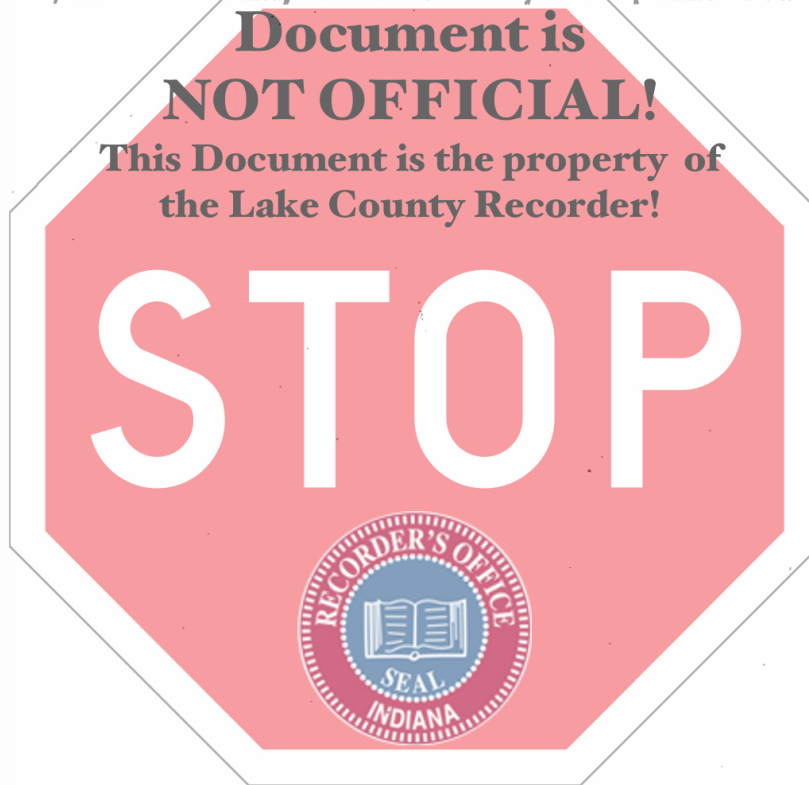 Document is
NOT OFFICIAL!
This Document is the property of
the Lake County Recorder!
STOP
RECORDER'S OFFICE
SEAL
INDIANA